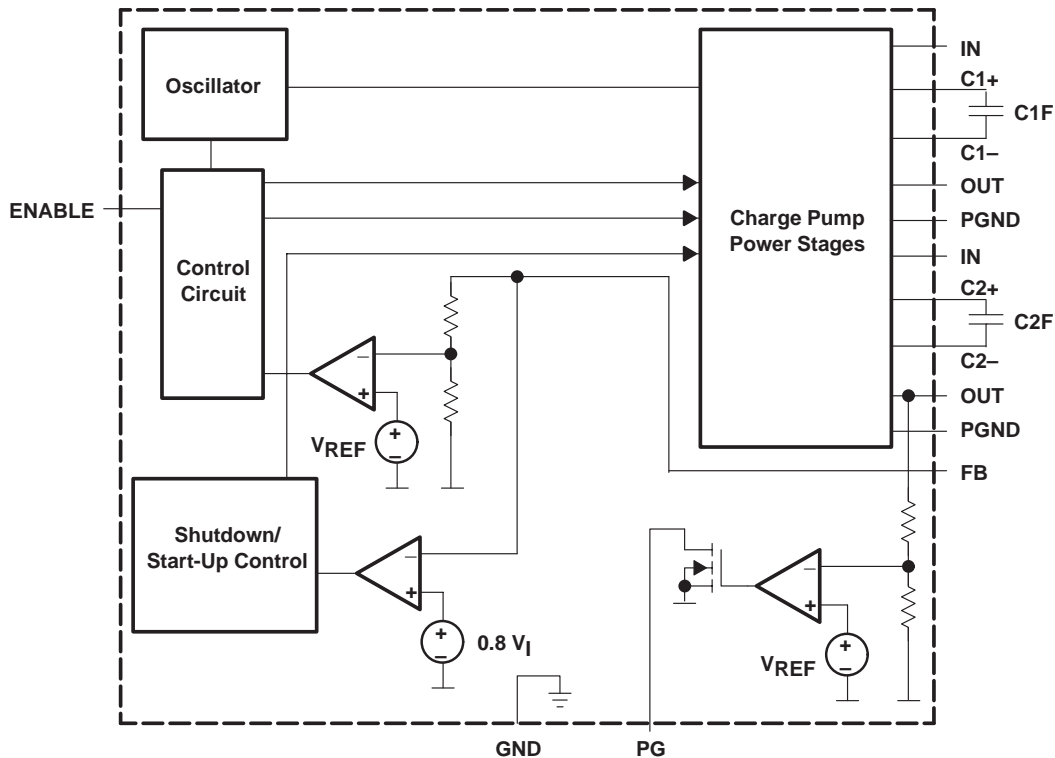 Oscillator
ENABLE
Control
Circuit
Charge Pump
Power Stages
IN
C1+
C1F
C1–
OUT
PGND
IN
C2+
C2F
C2–
OUT
PGND
FB
–
+
+
–
VREF
Shutdown/
Start-Up Control
–
+
+
–
0.8 VI
–
+
+
–
VREF
GND
PG